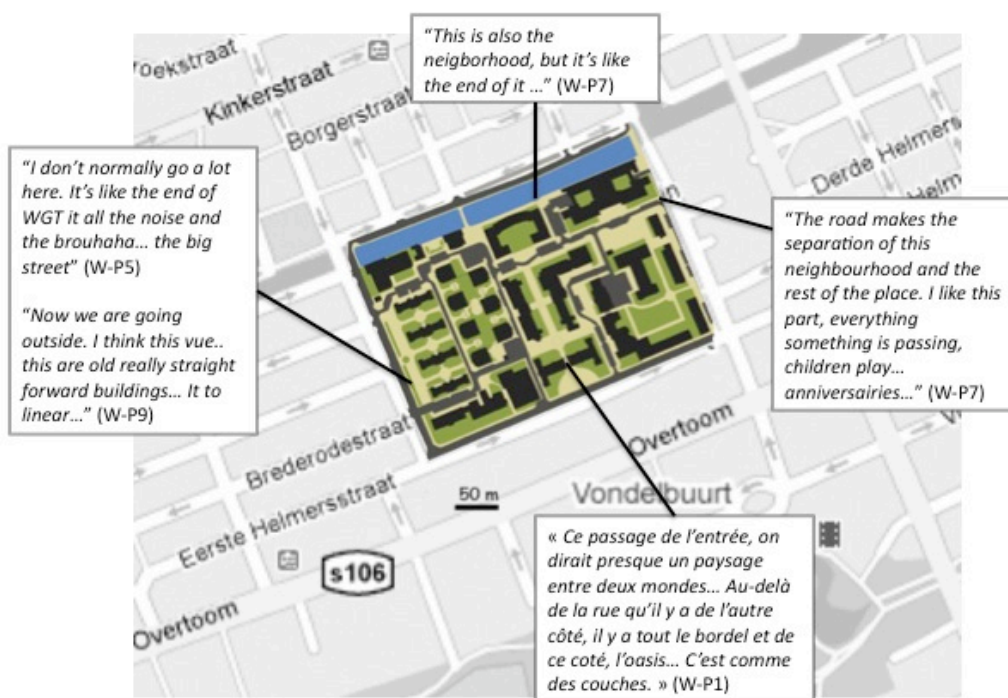 “This is also the
neigborhood, but it’s like
the end of it …” (W-P7)
Kinkerstraat
Borgerstraat
Derde Helmers
“I don’t normally go a lot
here. It’s like the end of
WGT it all the noise and
the brouhaha… the big
street” (W-P5)
“Now we are going
outside. I think this vue..
this are old really straight
forward buildings… It to
linear…” (W-P9)
“The road makes the
separation of this
neighbourhood and the
rest of the place. I like this
part, everything
something is passing,
children play…
anniversairies…” (W-P7)
Brederodestraat
Eerste Helmersstraat
Overtoom
50 m
Vondelbuurt
s106
Overtoom
« Ce passage de l’entrée, on
dirait presque un paysage
entre deux mondes… Au-delà
de la rue qu’il y a de l’autre
côté, il y a tout le bordel et de
ce coté, l’oasis… C’est comme
des couches. » (W-P1)